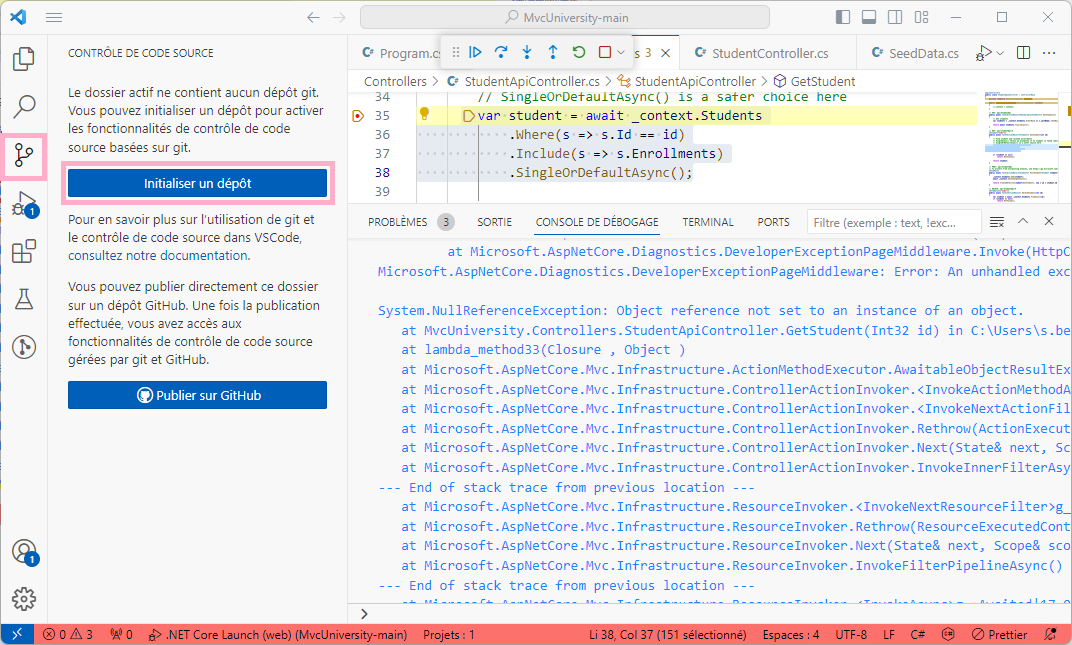 MvcUniversity-main
CONTRÔLE DE CODE SOURCE
Le dossier actif ne contient aucun dépôt git.
Vous pouvez initialiser un dépôt pour activer
les fonctionnalités de contrôle de code
source basées sur git.
Initialiser un dépôt
Pour en savoir plus sur l'utilisation de git et
le contrôle de code source dans VSCode,
consultez notre documentation.
Vous pouvez publier directement ce dossier
sur un dépôt GitHub. Une fois la publication
effectuée, vous avez accès aux
fonctionnalités de contrôle de code source
gérées par git et GitHub.
Publier sur GitHub
1
1
Program.cs
s 3
StudentController.cs
SeedData.cs
Controllers > StudentApiController.cs > StudentApiController > GetStudent
34 // SingleOrDefaultAsync() is a safer choice here
35 var student = await _context.Students
36 .Where(s => s.Id == id)
37 .Include(s => s.Enrollments)
38 .SingleOrDefaultAsync();
39
PROBLÈMES 3 SORTIE CONSOLE DE DÉBOGAGE TERMINAL PORTS Filtre (exemple : text, !exc...
at Microsoft.AspNetCore.Diagnostics.DeveloperExceptionPageMiddleware.Invoke(HttpC
Microsoft.AspNetCore.Diagnostics.DeveloperExceptionPageMiddleware: Error: An unhandled exc
System.NullReferenceException: Object reference not set to an instance of an object.
at MvcUniversity.Controllers.StudentApiController.GetStudent(Int32 id) in C:\Users\s.be
at lambda_method33(Closure , Object )
at Microsoft.AspNetCore.Mvc.Infrastructure.ActionMethodExecutor.AwaitableObjectResultEx
at Microsoft.AspNetCore.Mvc.Infrastructure.ControllerActionInvoker.<InvokeActionMethodA
at Microsoft.AspNetCore.Mvc.Infrastructure.ControllerActionInvoker.<InvokeNextActionFil
at Microsoft.AspNetCore.Mvc.Infrastructure.ControllerActionInvoker.Rethrow(ActionExecut
at Microsoft.AspNetCore.Mvc.Infrastructure.ControllerActionInvoker.Next(State& next, Sc
at Microsoft.AspNetCore.Mvc.Infrastructure.ControllerActionInvoker.InvokeInnerFilterAsy
--- End of stack trace from previous location ---
at Microsoft.AspNetCore.Mvc.Infrastructure.ResourceInvoker.<InvokeNextResourceFilter>g_
at Microsoft.AspNetCore.Mvc.Infrastructure.ResourceInvoker.Rethrow(ResourceExecutedCont
at Microsoft.AspNetCore.Mvc.Infrastructure.ResourceInvoker.Next(State& next, Scope& sco
at Microsoft.AspNetCore.Mvc.Infrastructure.ResourceInvoker.InvokeFilterPipelineAsync()
--- End of stack trace from previous location ---
>
0 3 0 .NET Core Launch (web) (MvcUniversity-main) Projets : 1 Li 38, Col 37 (151 sélectionné) Espaces : 4 UTF-8 LF C# Prettier